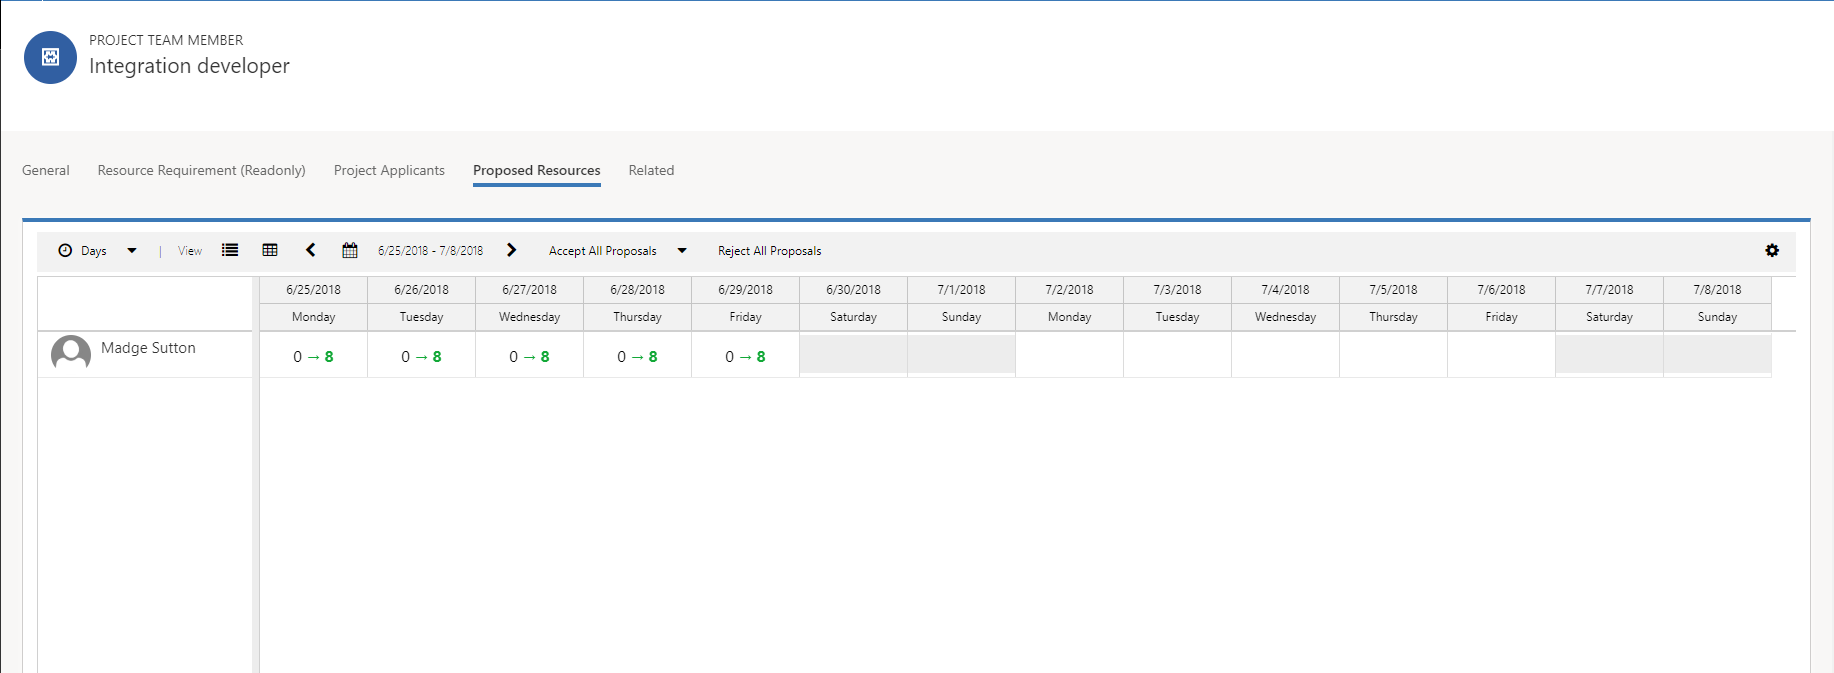 PROJECT TEAM MEMBER
Integration developer
General Resource Requirement (Readonly) Project Applicants Proposed Resources Related
Days | View 6/25/2018 - 7/8/2018 Accept All Proposals Reject All Proposals
6/25/2018 6/26/2018 6/27/2018 6/28/2018 6/29/2018 6/30/2018 7/1/2018 7/2/2018 7/3/2018 7/4/2018 7/5/2018 7/6/2018 7/7/2018 7/8/2018
Monday Tuesday Wednesday Thursday Friday Saturday Sunday Monday Tuesday Wednesday Thursday Friday Saturday Sunday
Madge Sutton 0 → 8 0 → 8 0 → 8 0 → 8 0 → 8